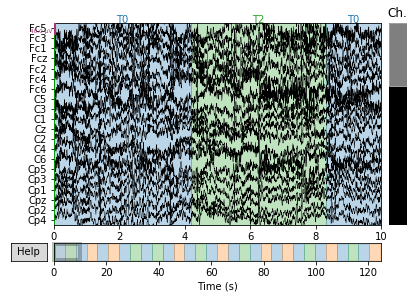 Ch.
T0 T2 T0
Fc5
Fc3
Fc1
Fcz
Fc2
Fc4
Fc6
C5
C3
C1
Cz
C2
C4
C6
Cp5
Cp3
Cp1
Cpz
Cp2
Cp4
0 2 4 6 8 10
Help
0 20 40 60 80 100 120
Time (s)